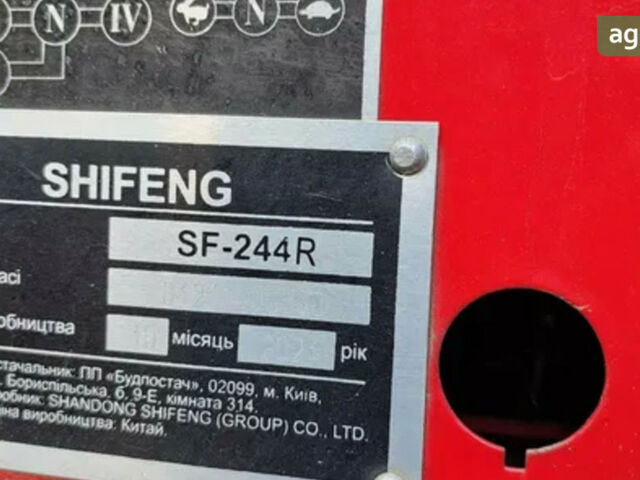 N IV N
ag
SHIFENG
SF-244R
асі
обництва місяць рік
стачальник: ПП «Будпостач», 02099, м. Київ,
Бориспільська, б. 9-Е, кімната 314.
обник: SHANDONG SHIFENG (GROUP) CO., LTD.
їна виробництва: Китай.